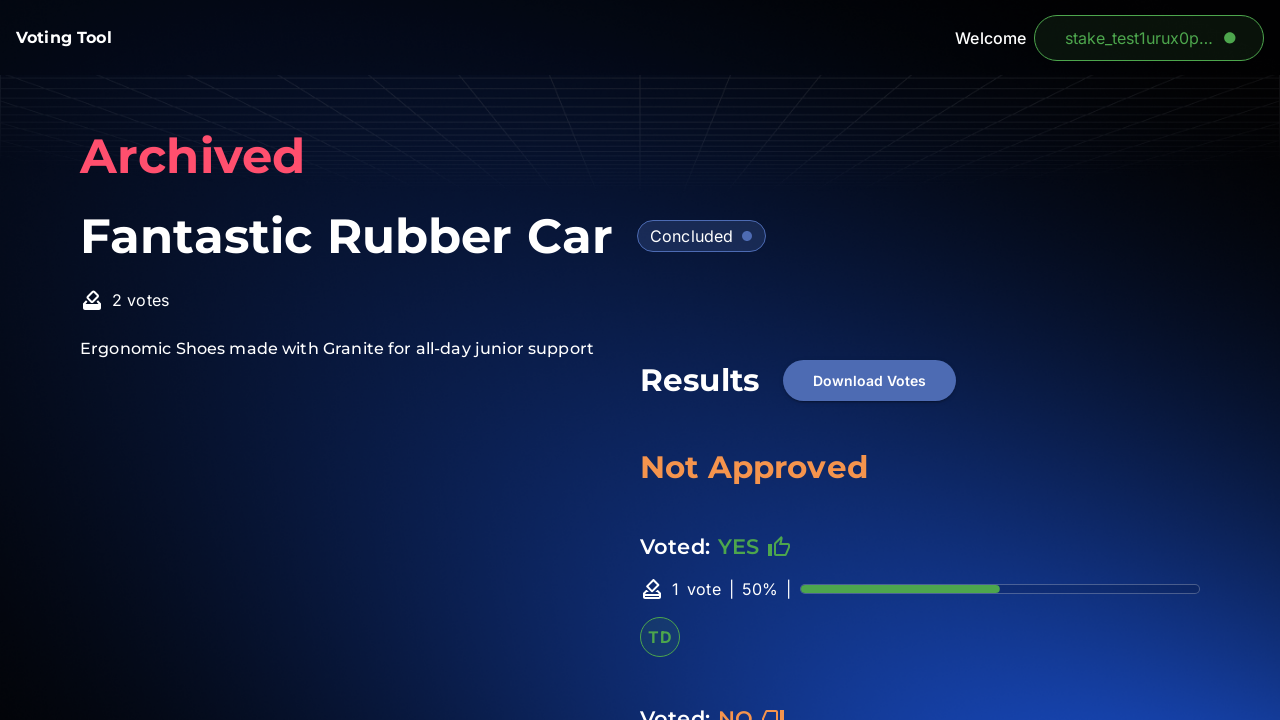 Voting Tool
Welcome
stake_test1urux0p...
Archived
Fantastic Rubber Car
Concluded
2 votes
Ergonomic Shoes made with Granite for all-day junior support
Results
Download Votes
Not Approved
Voted: YES
1 vote | 50% |
TD
Voted: NO